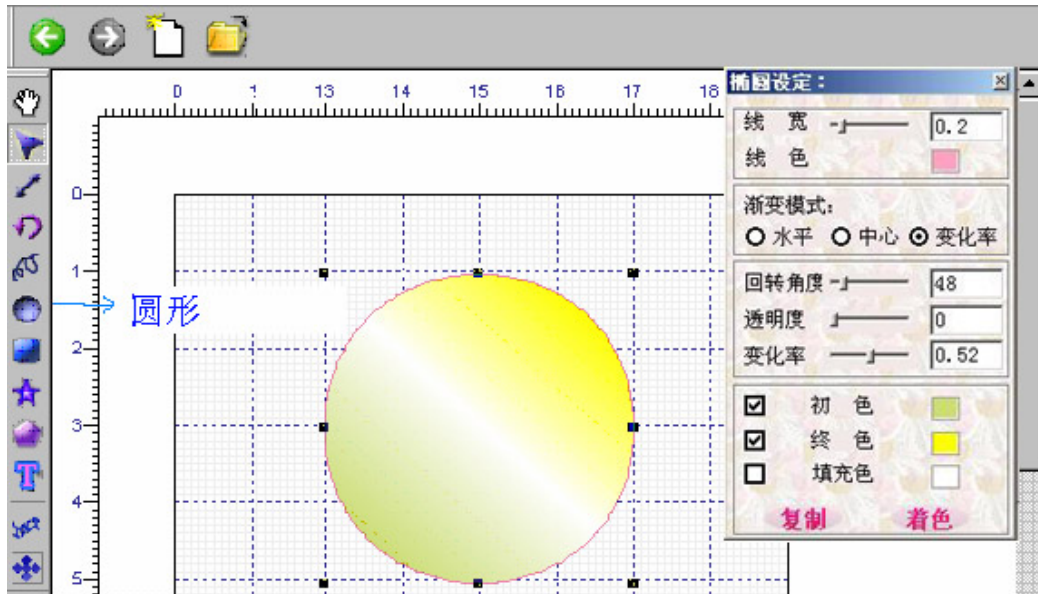 椭圆设定：
0 1 13 14 15 16 17 18
线 宽 0.2
线 色
0
渐变模式：
水平 中心 变化率
1
回转角度 48
圆形
透明度 0
2
变化率 0.52
初 色
3
终 色
填充色
4
复制 着色
5